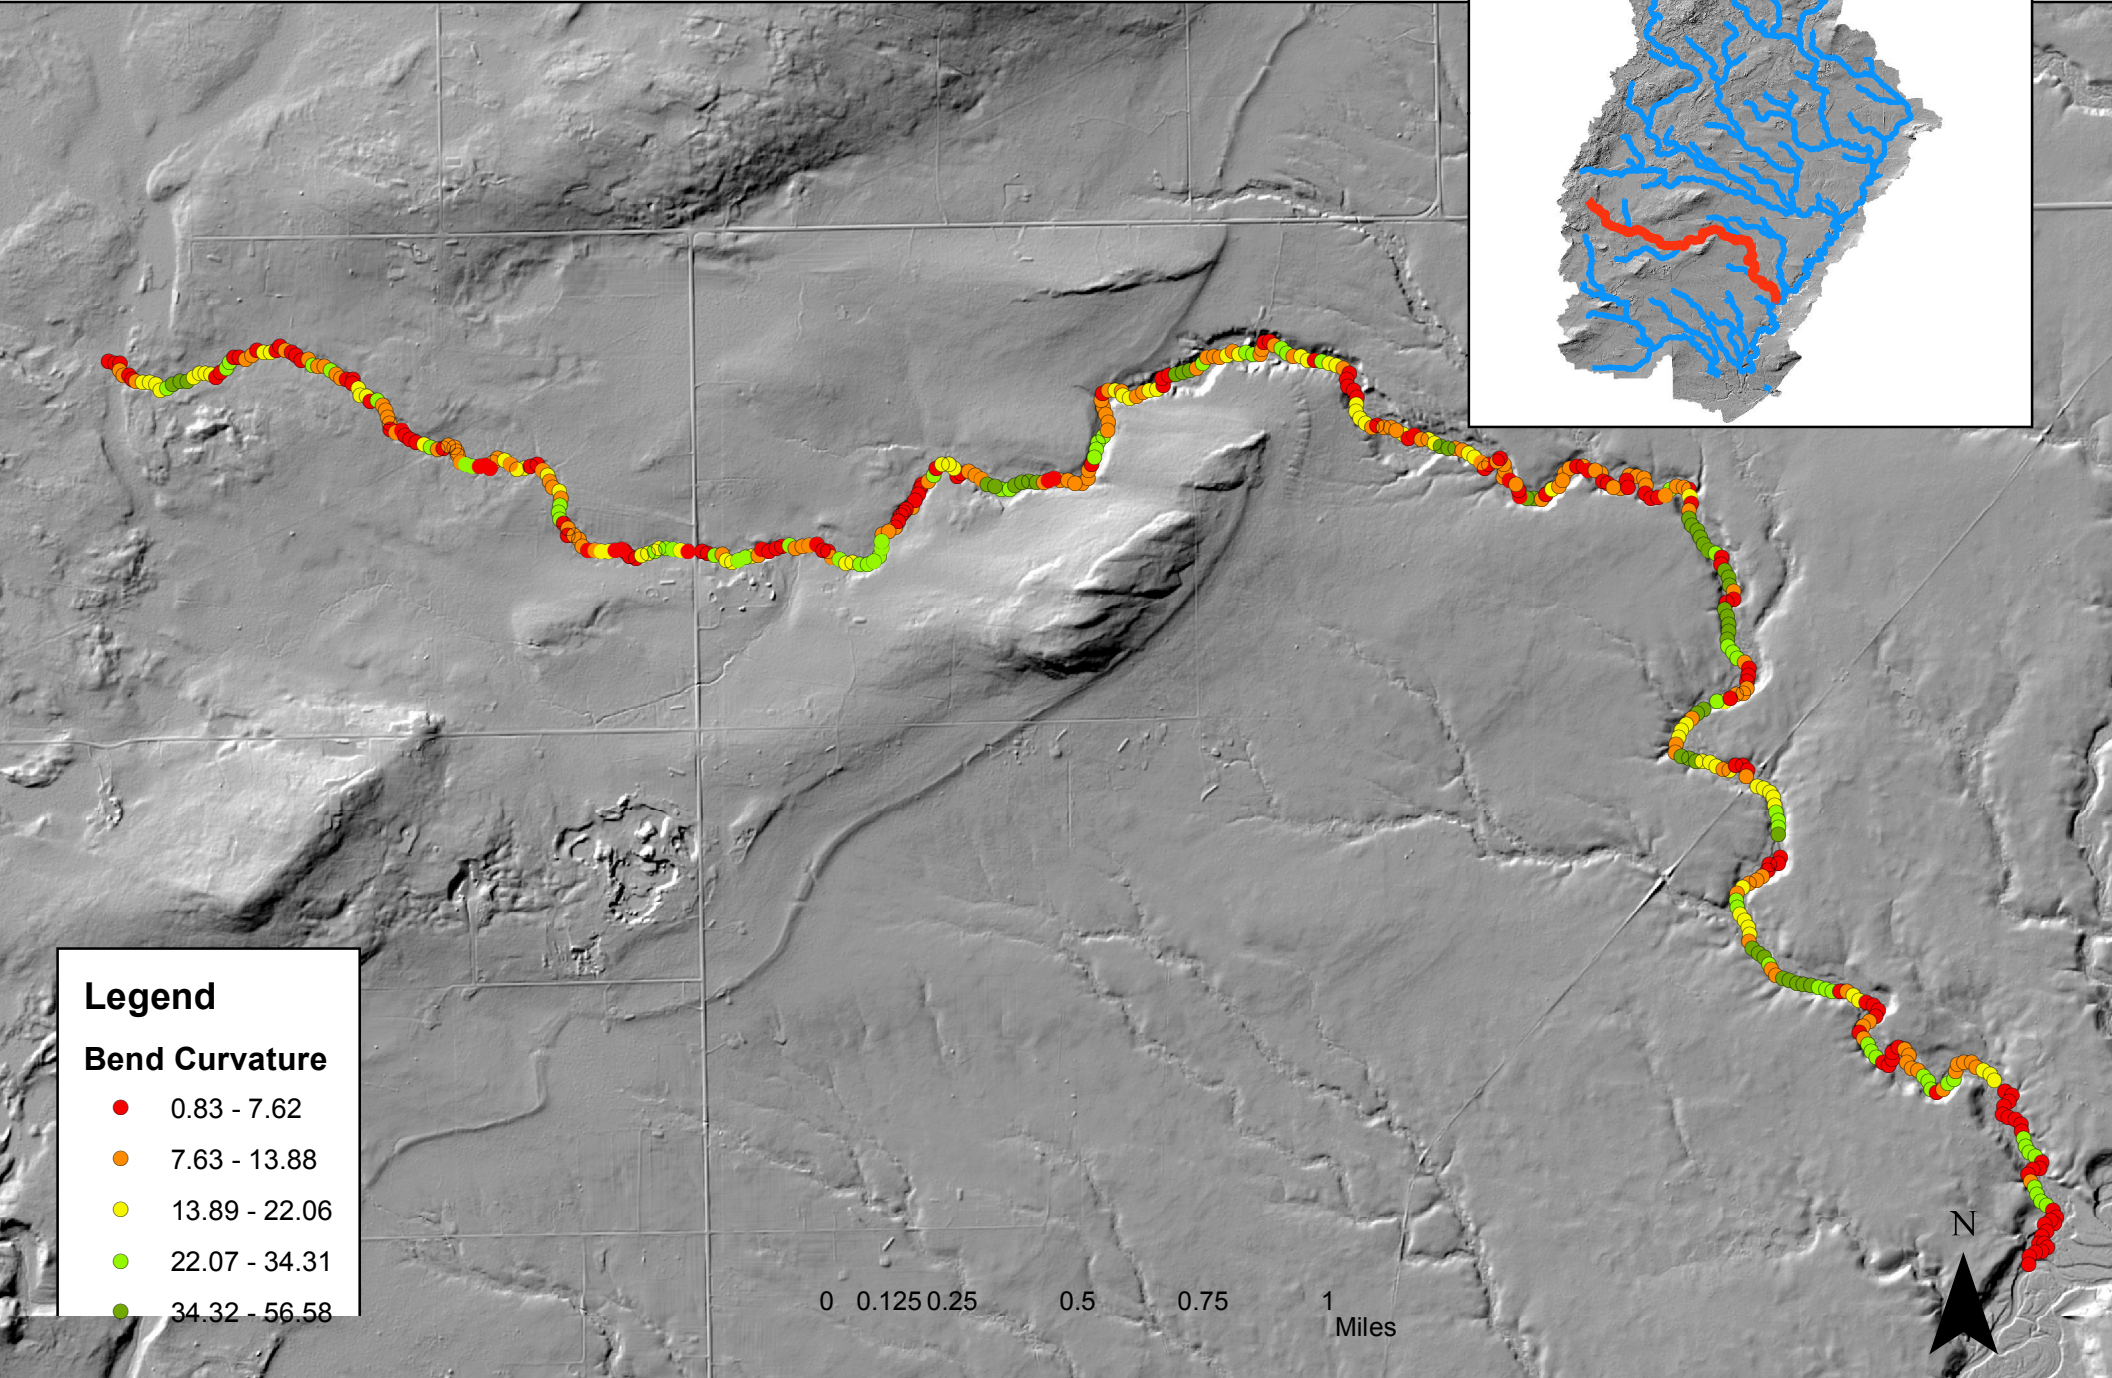 Legend
Bend Curvature
0.83 - 7.62
7.63 - 13.88
13.89 - 22.06
22.07 - 34.31
34.32 - 56.58
N
0 0.125 0.25 0.5 0.75 1
Miles